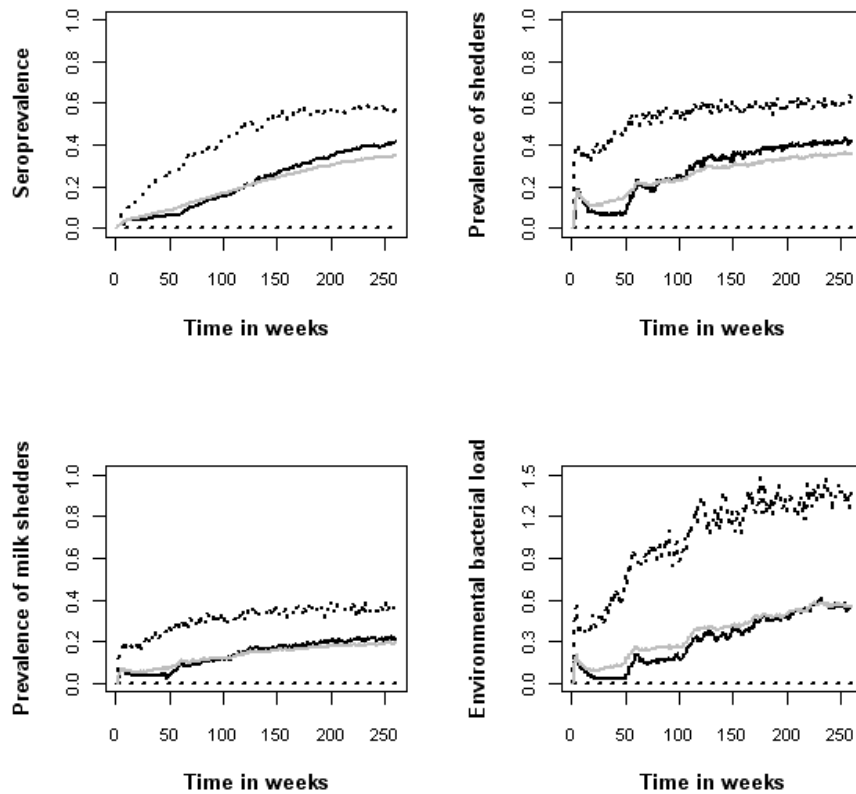 Seroprevalence
1.0
0.8
0.6
0.4
0.2
0.0
0 50 100 150 200 250
Time in weeks
Prevalence of shedders
1.0
0.8
0.6
0.4
0.2
0.0
0 50 100 150 200 250
Time in weeks
Prevalence of milk shedders
1.0
0.8
0.6
0.4
0.2
0.0
0 50 100 150 200 250
Time in weeks
Environmental bacterial load
1.5
1.2
0.9
0.6
0.3
0.0
0 50 100 150 200 250
Time in weeks